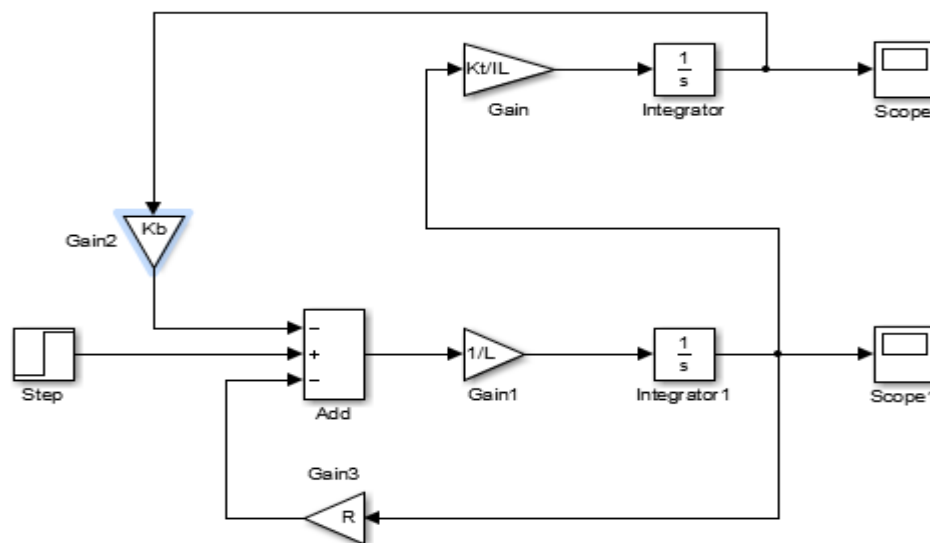 Kt/IL
1
s
Gain
Integrator
Scope
Kb
Gain2
−
+
−
1/L
1
s
Step
Add
Gain1
Integrator1
Scope1
Gain3
R